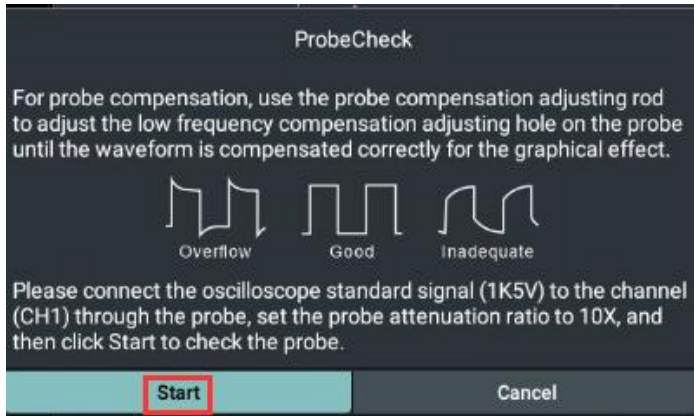 ProbeCheck
For probe compensation, use the probe compensation adjusting rod
to adjust the low frequency compensation adjusting hole on the probe
until the waveform is compensated correctly for the graphical effect.
Overflow Good Inadequate
Please connect the oscilloscope standard signal (1K5V) to the channel
(CH1) through the probe, set the probe attenuation ratio to 10X, and
then click Start to check the probe.
Start Cancel